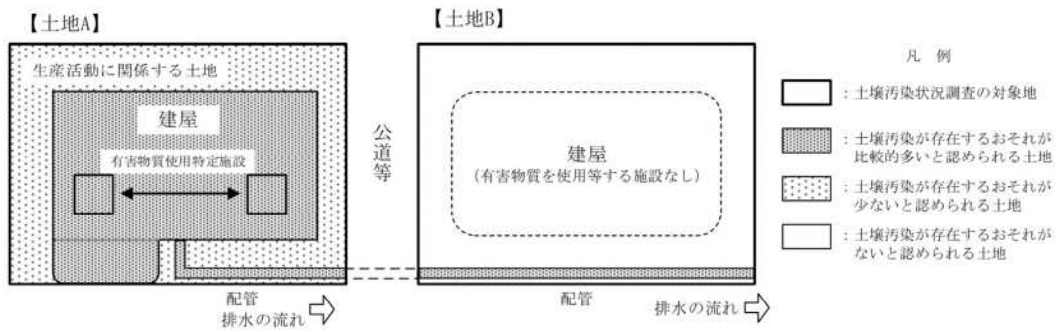 【土地A】
生産活動に関係する土地
建屋
有害物質使用特定施設
配管
排水の流れ
公道等
【土地B】
建屋
(有害物質を使用等する施設なし)
配管
排水の流れ
凡 例
：土壌汚染状況調査の対象地
：土壌汚染が存在するおそれが
比較的多いと認められる土地
：土壌汚染が存在するおそれが
少ないと認められる土地
：土壌汚染が存在するおそれが
ないと認められる土地